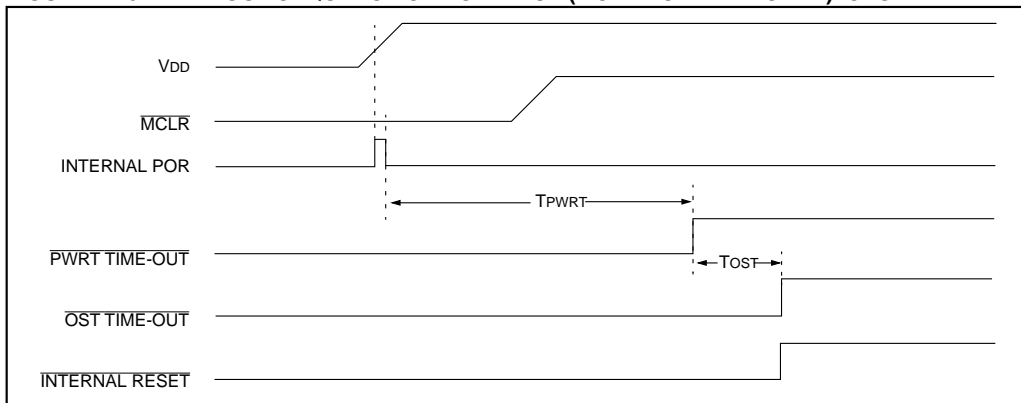 VDD
MCLR
INTERNAL POR
TPWRT
PWRT TIME-OUT
TOST
OST TIME-OUT
INTERNAL RESET